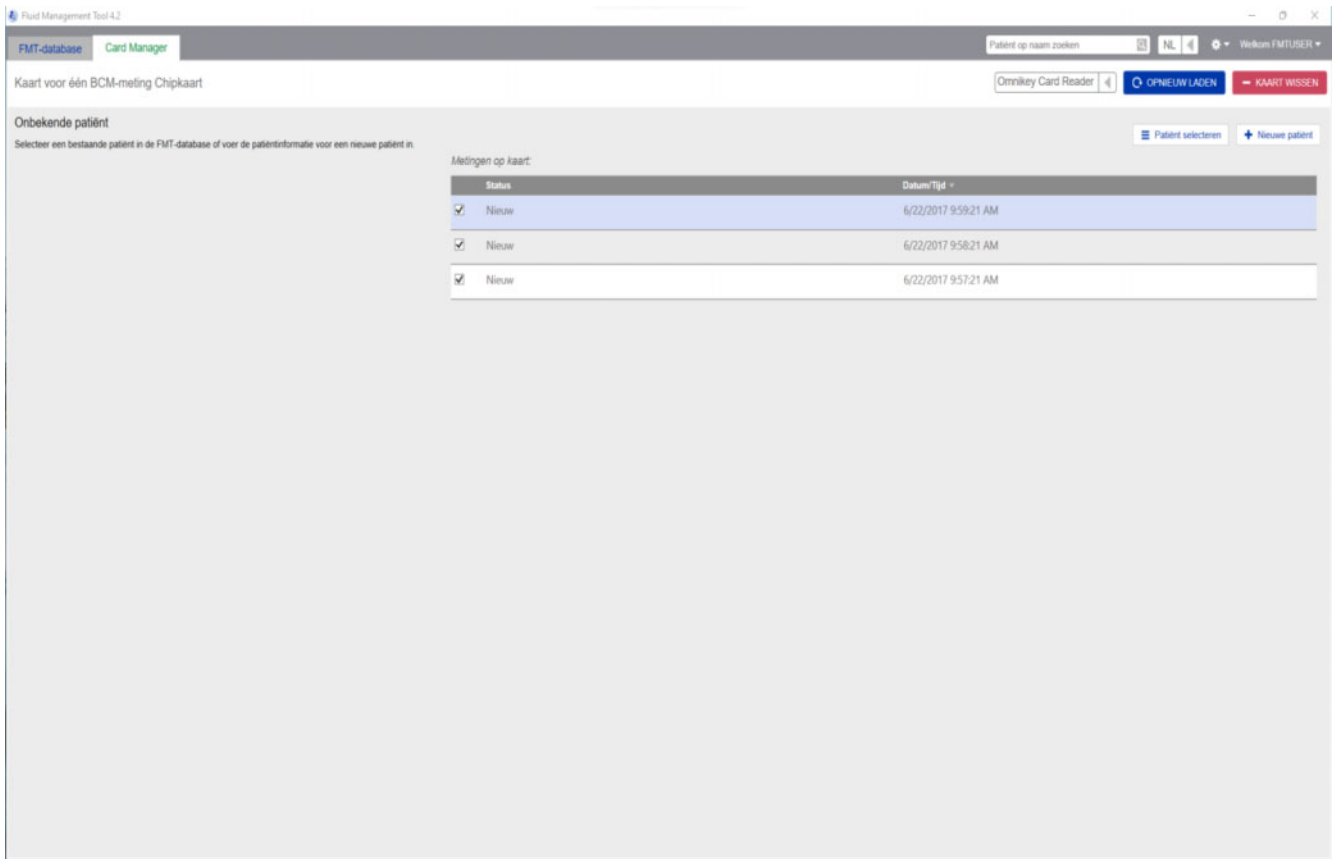 Fluid Management Tool 4.2
FMT-database Card Manager Patiënt op naam zoeken NL Welkom FMTUSER
Kaart voor één BCM-meting Chipkaart Omnikey Card Reader OPNIEUW LADEN KAART WISSEN
Onbekende patiënt
Selecteer een bestaande patiënt in de FMT-database of voer de patiëntinformatie voor een nieuwe patiënt in.
Patiënt selecteren Nieuwe patiënt
Metingen op kaart:
Status Datum/Tijd
Nieuw 6/22/2017 9:59:21 AM
Nieuw 6/22/2017 9:58:21 AM
Nieuw 6/22/2017 9:57:21 AM